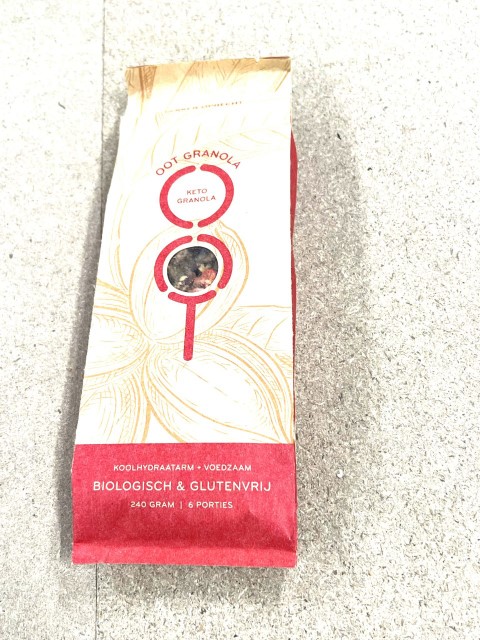 OOT GRANOLA
KETO
GRANOLA
KOOLHYDRAATARM + VOEDZAAM
BIOLOGISCH & GLUTENVRIJ
240 GRAM | 6 PORTIES